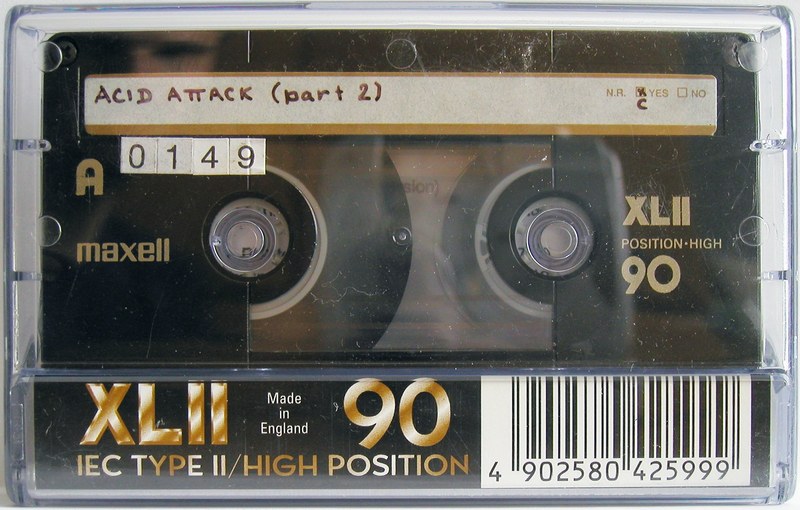 ACID ATTACK (part 2)
N.R. YES NO
C
0149
A
maxell
XLII
POSITION·HIGH
90
XLII
Made
in
England
90
IEC TYPE II/HIGH POSITION
4 902580 425999